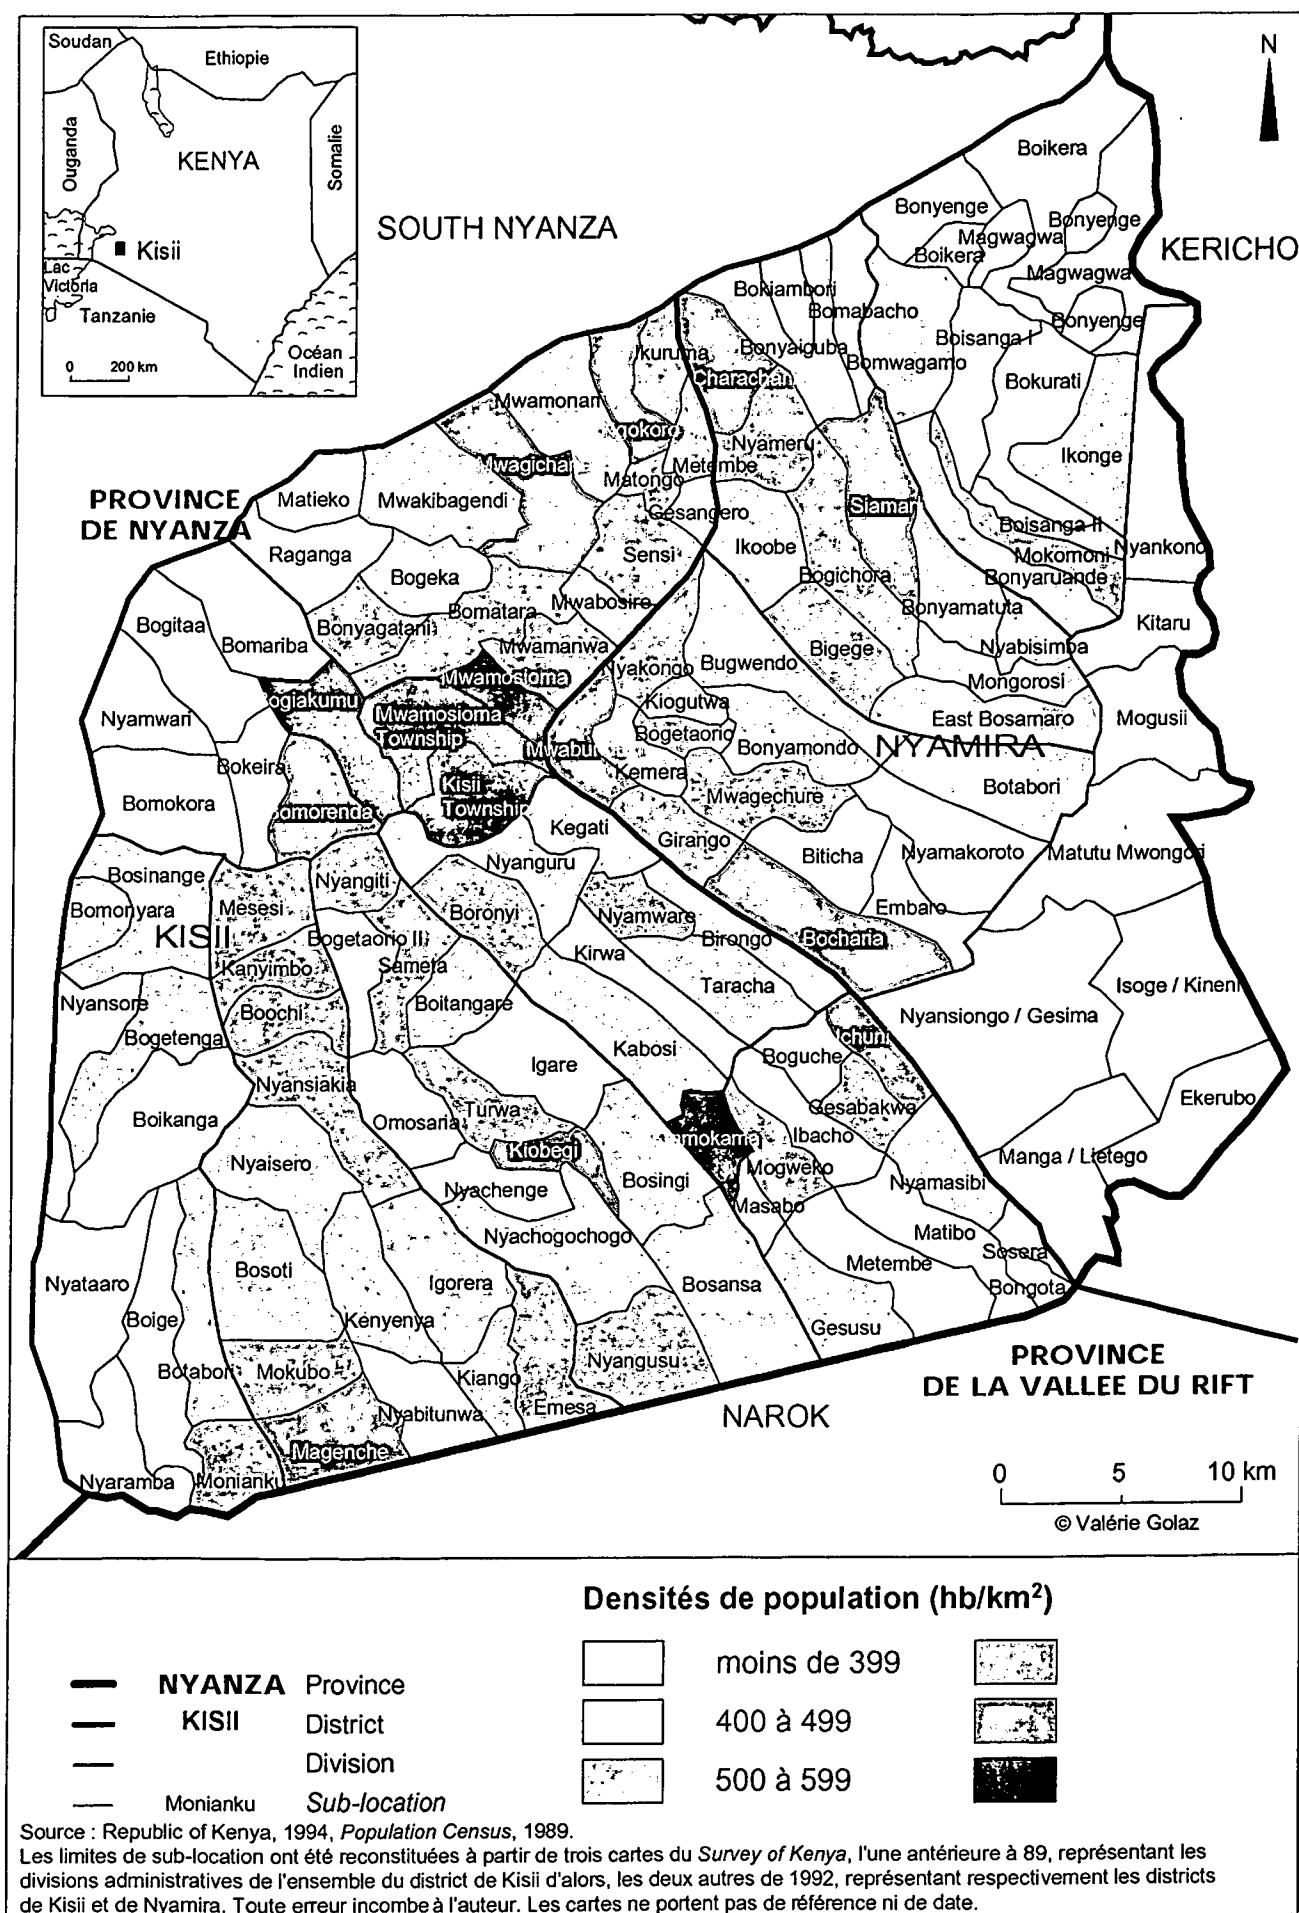 Soudan
Ethiopie
Ouganda
KENYA
Somalie
Kisii
Lac
Victoria
Tanzanie
0 200 km
Océan
Indien
N
SOUTH NYANZA
KERICHO
PROVINCE
DE NYANZA
Boikera
Bonyenge
Bonyenge
Magwagwa
Boikera
Magwagwa
Bonyenge
Bokiambori
Bomabacho
Boisanga I
Bonyaiguba
Bomwagamo
Bokurati
Ikuruma
Charachani
Mwamonari
Nyameru
Ikonge
Metembe
Matongo
Matieko
Mwakibagendi
Gesangero
Boisanga II
Raganga
Sensi
Ikoobe
Mokomoni
Nyankono
Bogeka
Bogichora
Bonyaruande
Mwabosire
Bomatara
Bonyamatuta
Kitaru
Bogitaa
Bonyagatani
Bomariba
Mwamanwa
Nyakongo
Bugwendo
Bigege
Nyabisimba
Mwamosioma
Mongorosi
Kiogutwa
Nyamwari
Mwamosioma
Township
Bogetaorio
East Bosamaro
Mogusii
Bonyamondo
NYAMIRA
Bokeira
Kemera
Botabori
Bomokora
Kisii
Township
Mwagechure
Kegati
Girango
Biticha
Nyamakoroto
Matutu Mwongori
Nyanguru
Bosinange
Nyangiti
Embaro
Bomonyara
Mesesi
Boronyi
Nyamware
KISII
Bogetaorio II
Birongo
Bocharia
Kirwa
Kanyimbo
Sameta
Taracha
Isoge / Kineni
Nyansore
Boochi
Boitangare
Nyansiongo / Gesima
Bogetenga
Ichuni
Igare
Kabosi
Boguche
Nyansiakia
Ekerubo
Turwa
Gesabakwa
Boikanga
Omosaria
Ibacho
Kiobegi
Manga / Lietego
Nyaisero
Mogweko
Nyachenge
Bosingi
Nyamasibi
Masabo
Nyachogochogo
Matibo
Sosera
Nyataaro
Bosoti
Igorera
Bosansa
Metembe
Bongota
Boige
Kenyenya
Gesusu
Botabori
Mokubo
Nyangusu
Kiango
Nyabitunwa
Emesa
Magenche
Nyaramba
Monianku
PROVINCE
DE LA VALLEE DU RIFT
NAROK
0 5 10 km
© Valérie Golaz
Densités de population (hb/km²)
moins de 399
400 à 499
500 à 599
NYANZA Province
KISII District
Division
Monianku Sub-location
Source : Republic of Kenya, 1994, Population Census, 1989.
Les limites de sub-location ont été reconstituées à partir de trois cartes du Survey of Kenya, l'une antérieure à 89, représentant les
divisions administratives de l'ensemble du district de Kisii d'alors, les deux autres de 1992, représentant respectivement les districts
de Kisii et de Nyamira. Toute erreur incombe à l'auteur. Les cartes ne portent pas de référence ni de date.